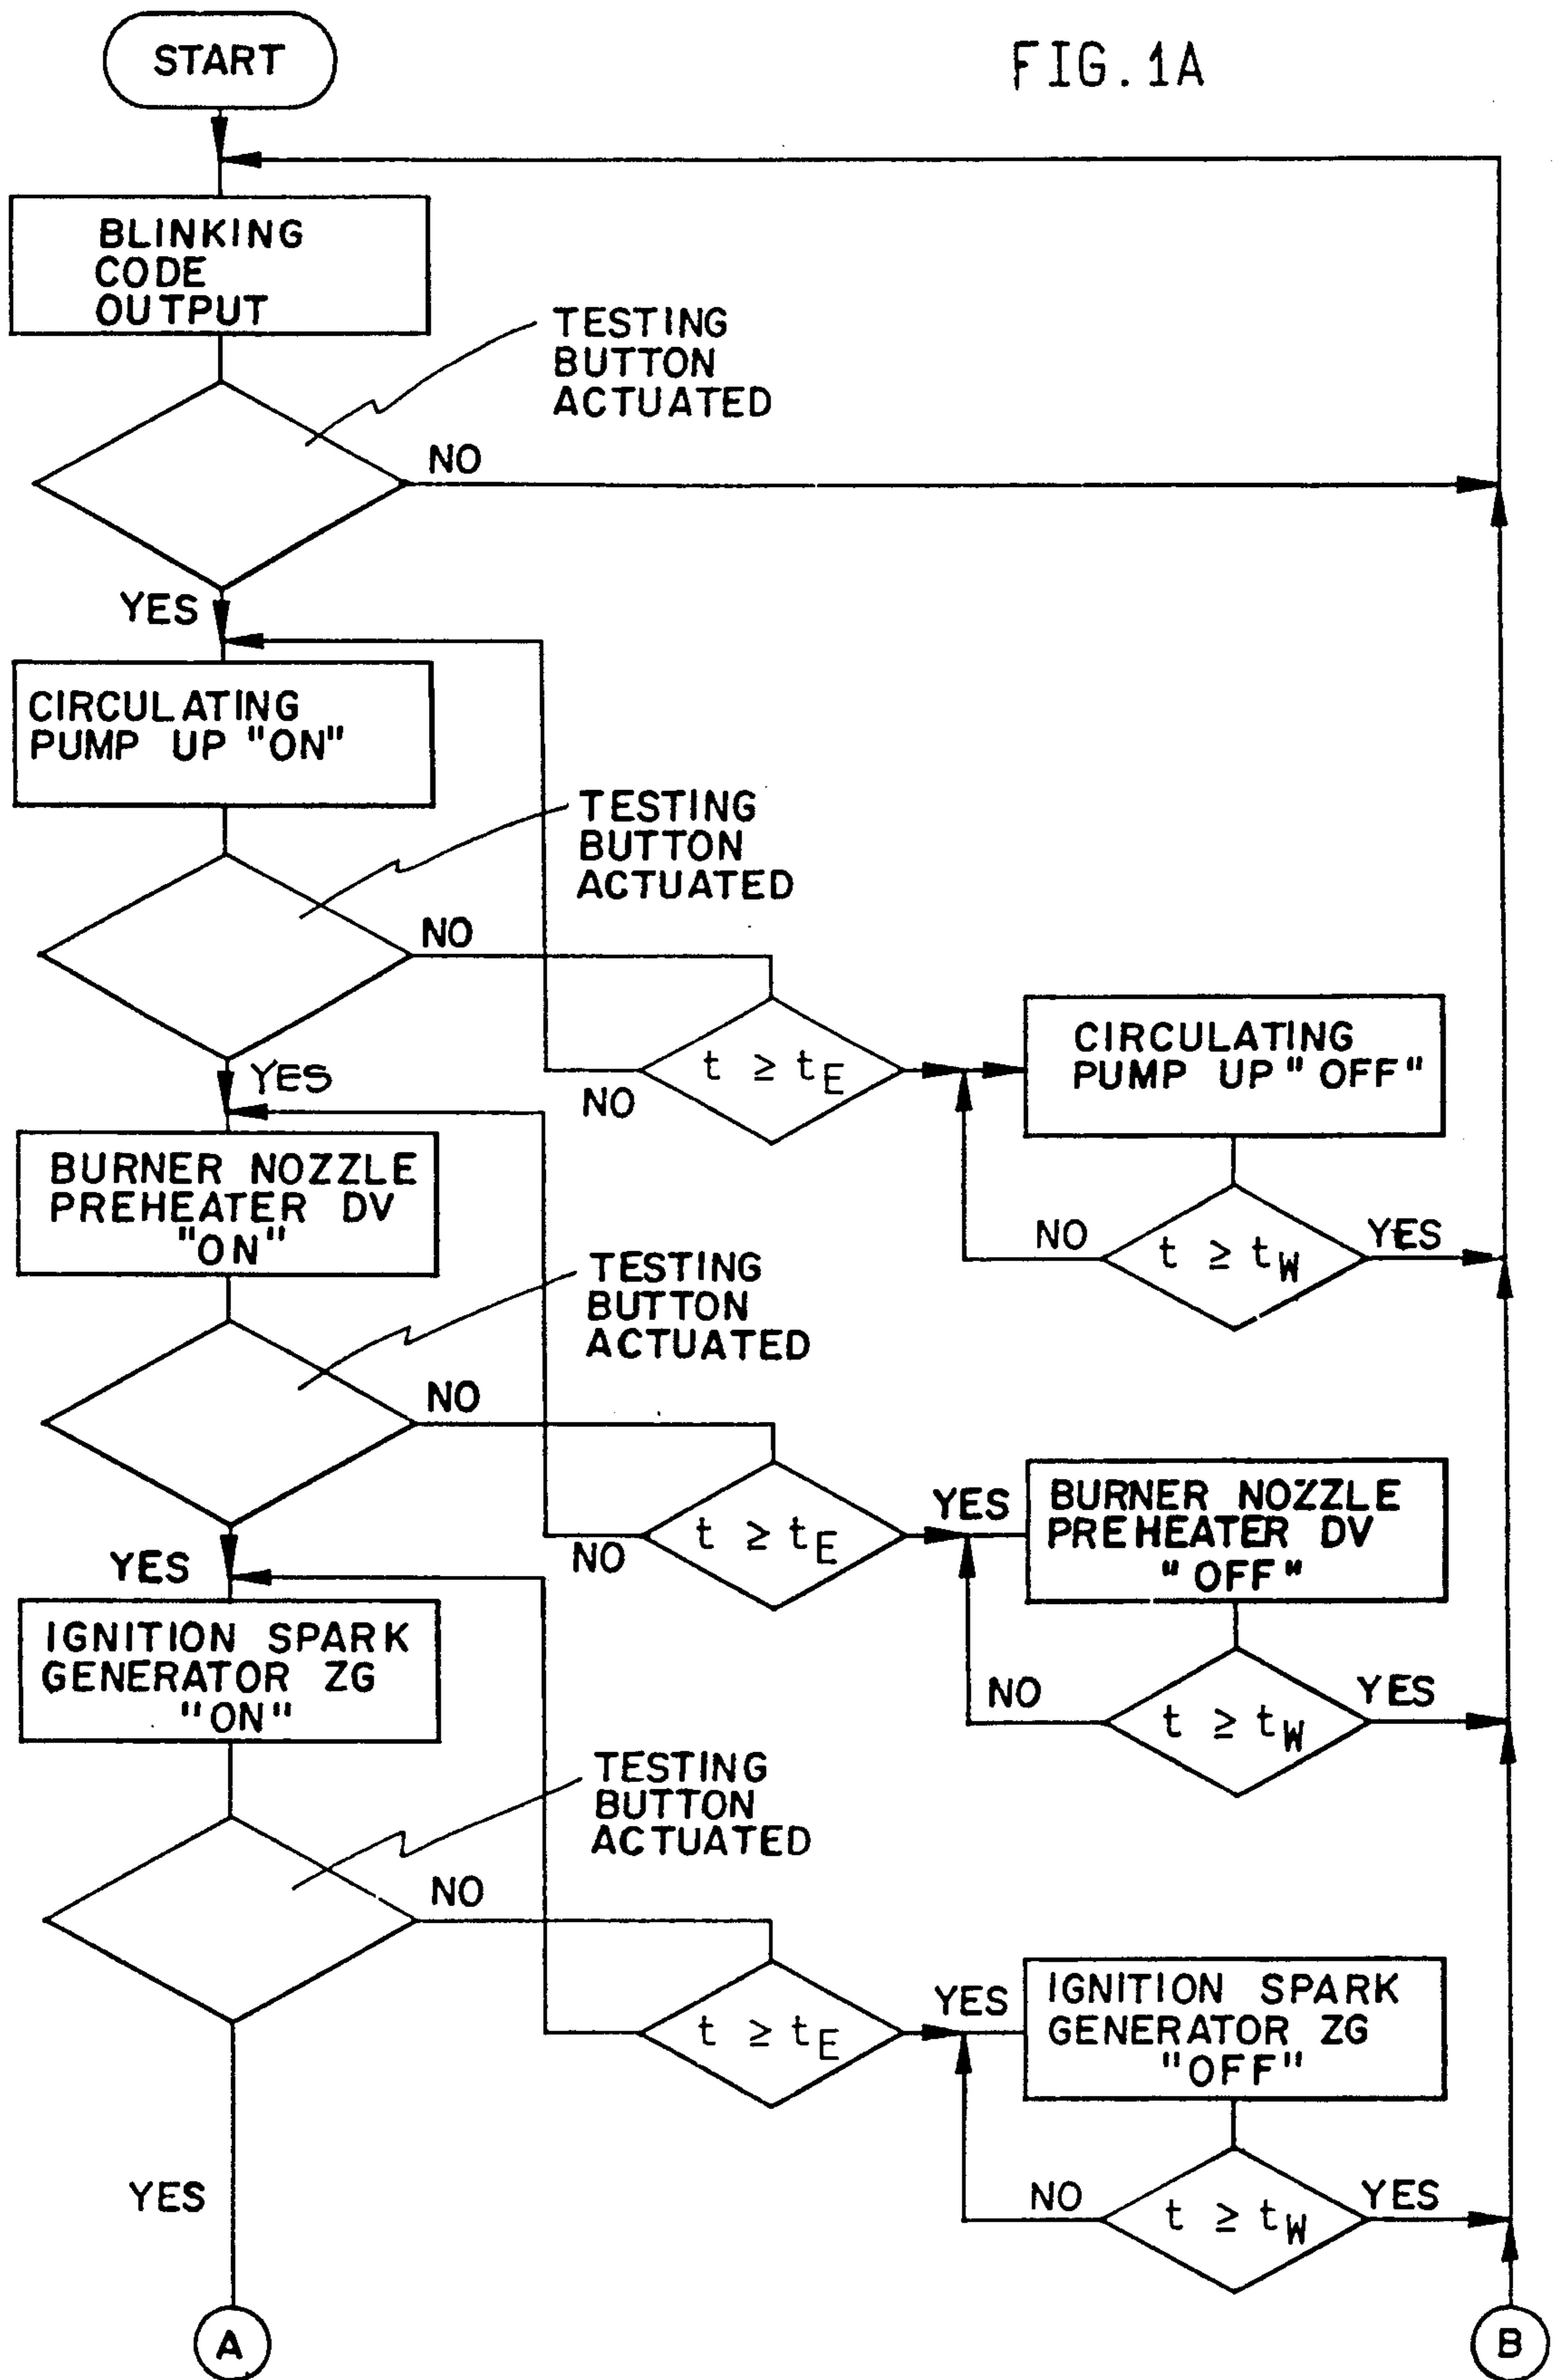 START
FIG. 1A
BLINKING
CODE
OUTPUT
TESTING
BUTTON
ACTUATED
NO
YES
CIRCULATING
PUMP UP "ON"
TESTING
BUTTON
ACTUATED
NO
YES
t ≥ tE
NO
CIRCULATING
PUMP UP "OFF"
NO
t ≥ tW
YES
BURNER NOZZLE
PREHEATER DV
"ON"
TESTING
BUTTON
ACTUATED
NO
YES
t ≥ tE
NO
YES
BURNER NOZZLE
PREHEATER DV
"OFF"
NO
t ≥ tW
YES
IGNITION SPARK
GENERATOR ZG
"ON"
TESTING
BUTTON
ACTUATED
NO
YES
t ≥ tE
YES
IGNITION SPARK
GENERATOR ZG
"OFF"
NO
t ≥ tW
YES
A
B